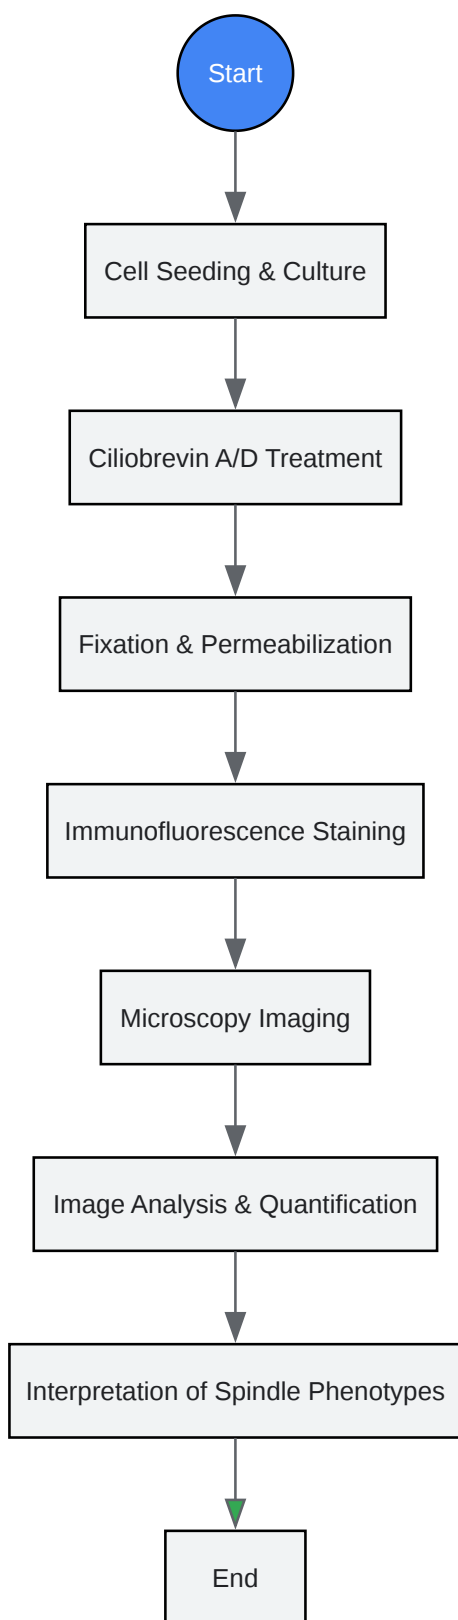 Start
Cell Seeding & Culture
Ciliobrevin A/D Treatment
Fixation & Permeabilization
Immunofluorescence Staining
Microscopy Imaging
Image Analysis & Quantification
Interpretation of Spindle Phenotypes
End